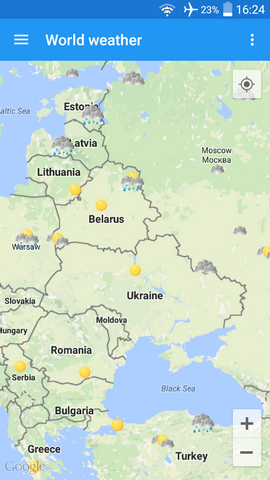 23% 16:24
World weather
Estonia
altic Sea
Latvia
Moscow
Москва
Lithuania
Belarus
Warsaw
Ukraine
Slovakia
Moldova
Hungary
Romania
Serbia
Black Sea
Bulgaria
Greece
Turkey
Google
+
−